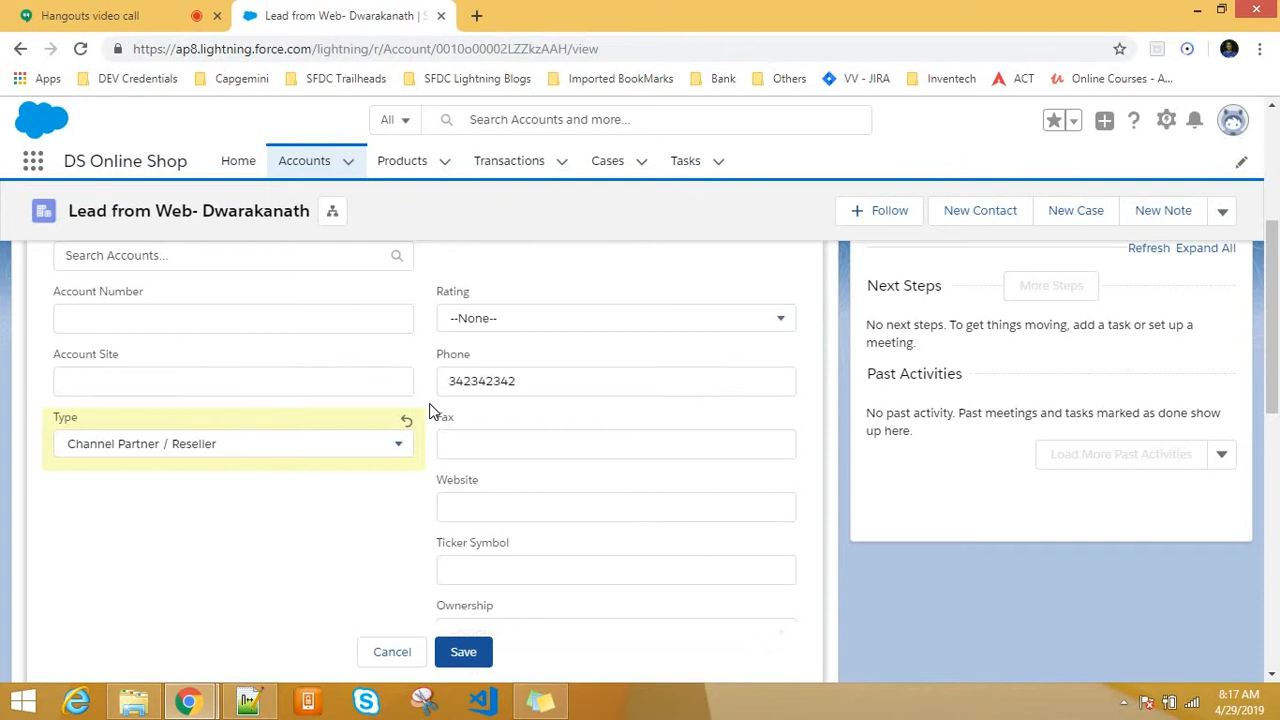 Hangouts video call
Lead from Web- Dwarakanath | S
https://ap8.lightning.force.com/lightning/r/Account/0010o00002LZZkzAAH/view
Apps DEV Credentials Capgemini SFDC Trailheads SFDC Lightning Blogs Imported BookMarks Bank Others VV - JIRA Inventech ACT Online Courses - A...
All Search Accounts and more...
DS Online Shop Home Accounts Products Transactions Cases Tasks
Lead from Web- Dwarakanath + Follow New Contact New Case New Note
Search Accounts...
Refresh Expand All
Account Number
Rating
--None--
Account Site
Phone
342342342
Type
Channel Partner / Reseller
Fax
Website
Ticker Symbol
Ownership
Cancel Save
Next Steps More Steps
No next steps. To get things moving, add a task or set up a
meeting.
Past Activities
No past activity. Past meetings and tasks marked as done show
up here.
Load More Past Activities
8:17 AM
4/29/2019